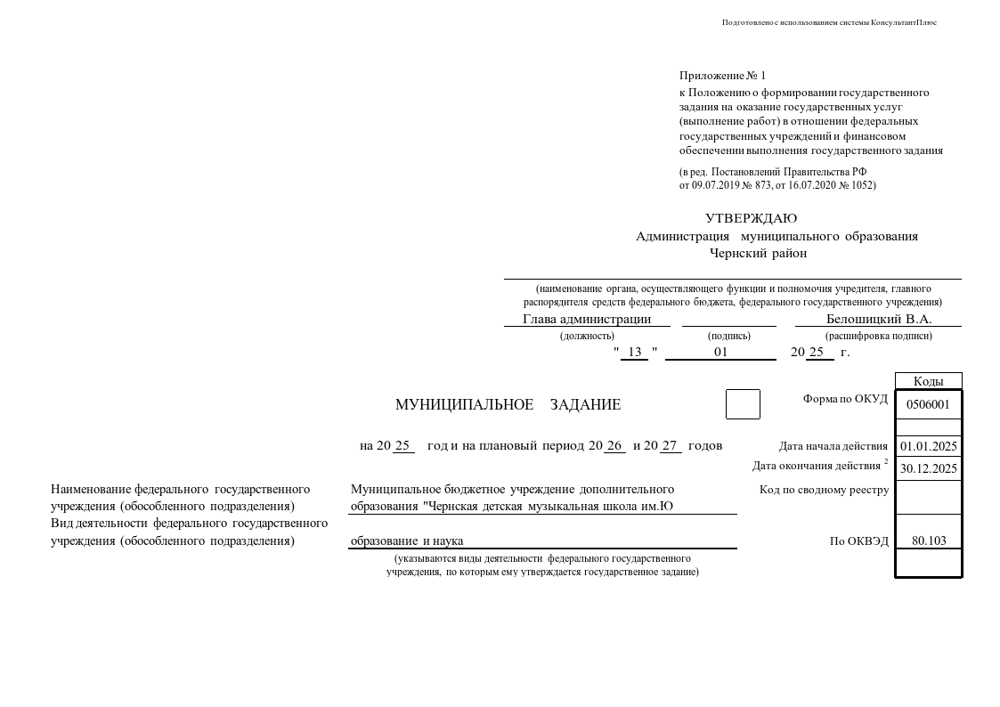 Подготовлено с использованием системы КонсультантПлюс
Приложение № 1
к Положению о формировании государственного
задания на оказание государственных услуг
(выполнение работ) в отношении федеральных
государственных учреждений и финансовом
обеспечении выполнения государственного задания
(в ред. Постановлений Правительства РФ
от 09.07.2019 № 873, от 16.07.2020 № 1052)
УТВЕРЖДАЮ
Администрация муниципального образования
Чернский район
(наименование органа, осуществляющего функции и полномочия учредителя, главного
распорядителя средств федерального бюджета, федерального государственного учреждения)
Глава администрации Белошицкий В.А.
(должность) (подпись) (расшифровка подписи)
" 13 " 01 20 25 г.
Коды
МУНИЦИПАЛЬНОЕ ЗАДАНИЕ Форма по ОКУД 0506001
на 20 25 год и на плановый период 20 26 и 20 27 годов Дата начала действия 01.01.2025
Дата окончания действия 2 30.12.2025
Наименование федерального государственного Муниципальное бюджетное учреждение дополнительного Код по сводному реестру
учреждения (обособленного подразделения) образования "Чернская детская музыкальная школа им.Ю
Вид деятельности федерального государственного
учреждения (обособленного подразделения) образование и наука По ОКВЭД 80.103
(указываются виды деятельности федерального государственного
учреждения, по которым ему утверждается государственное задание)